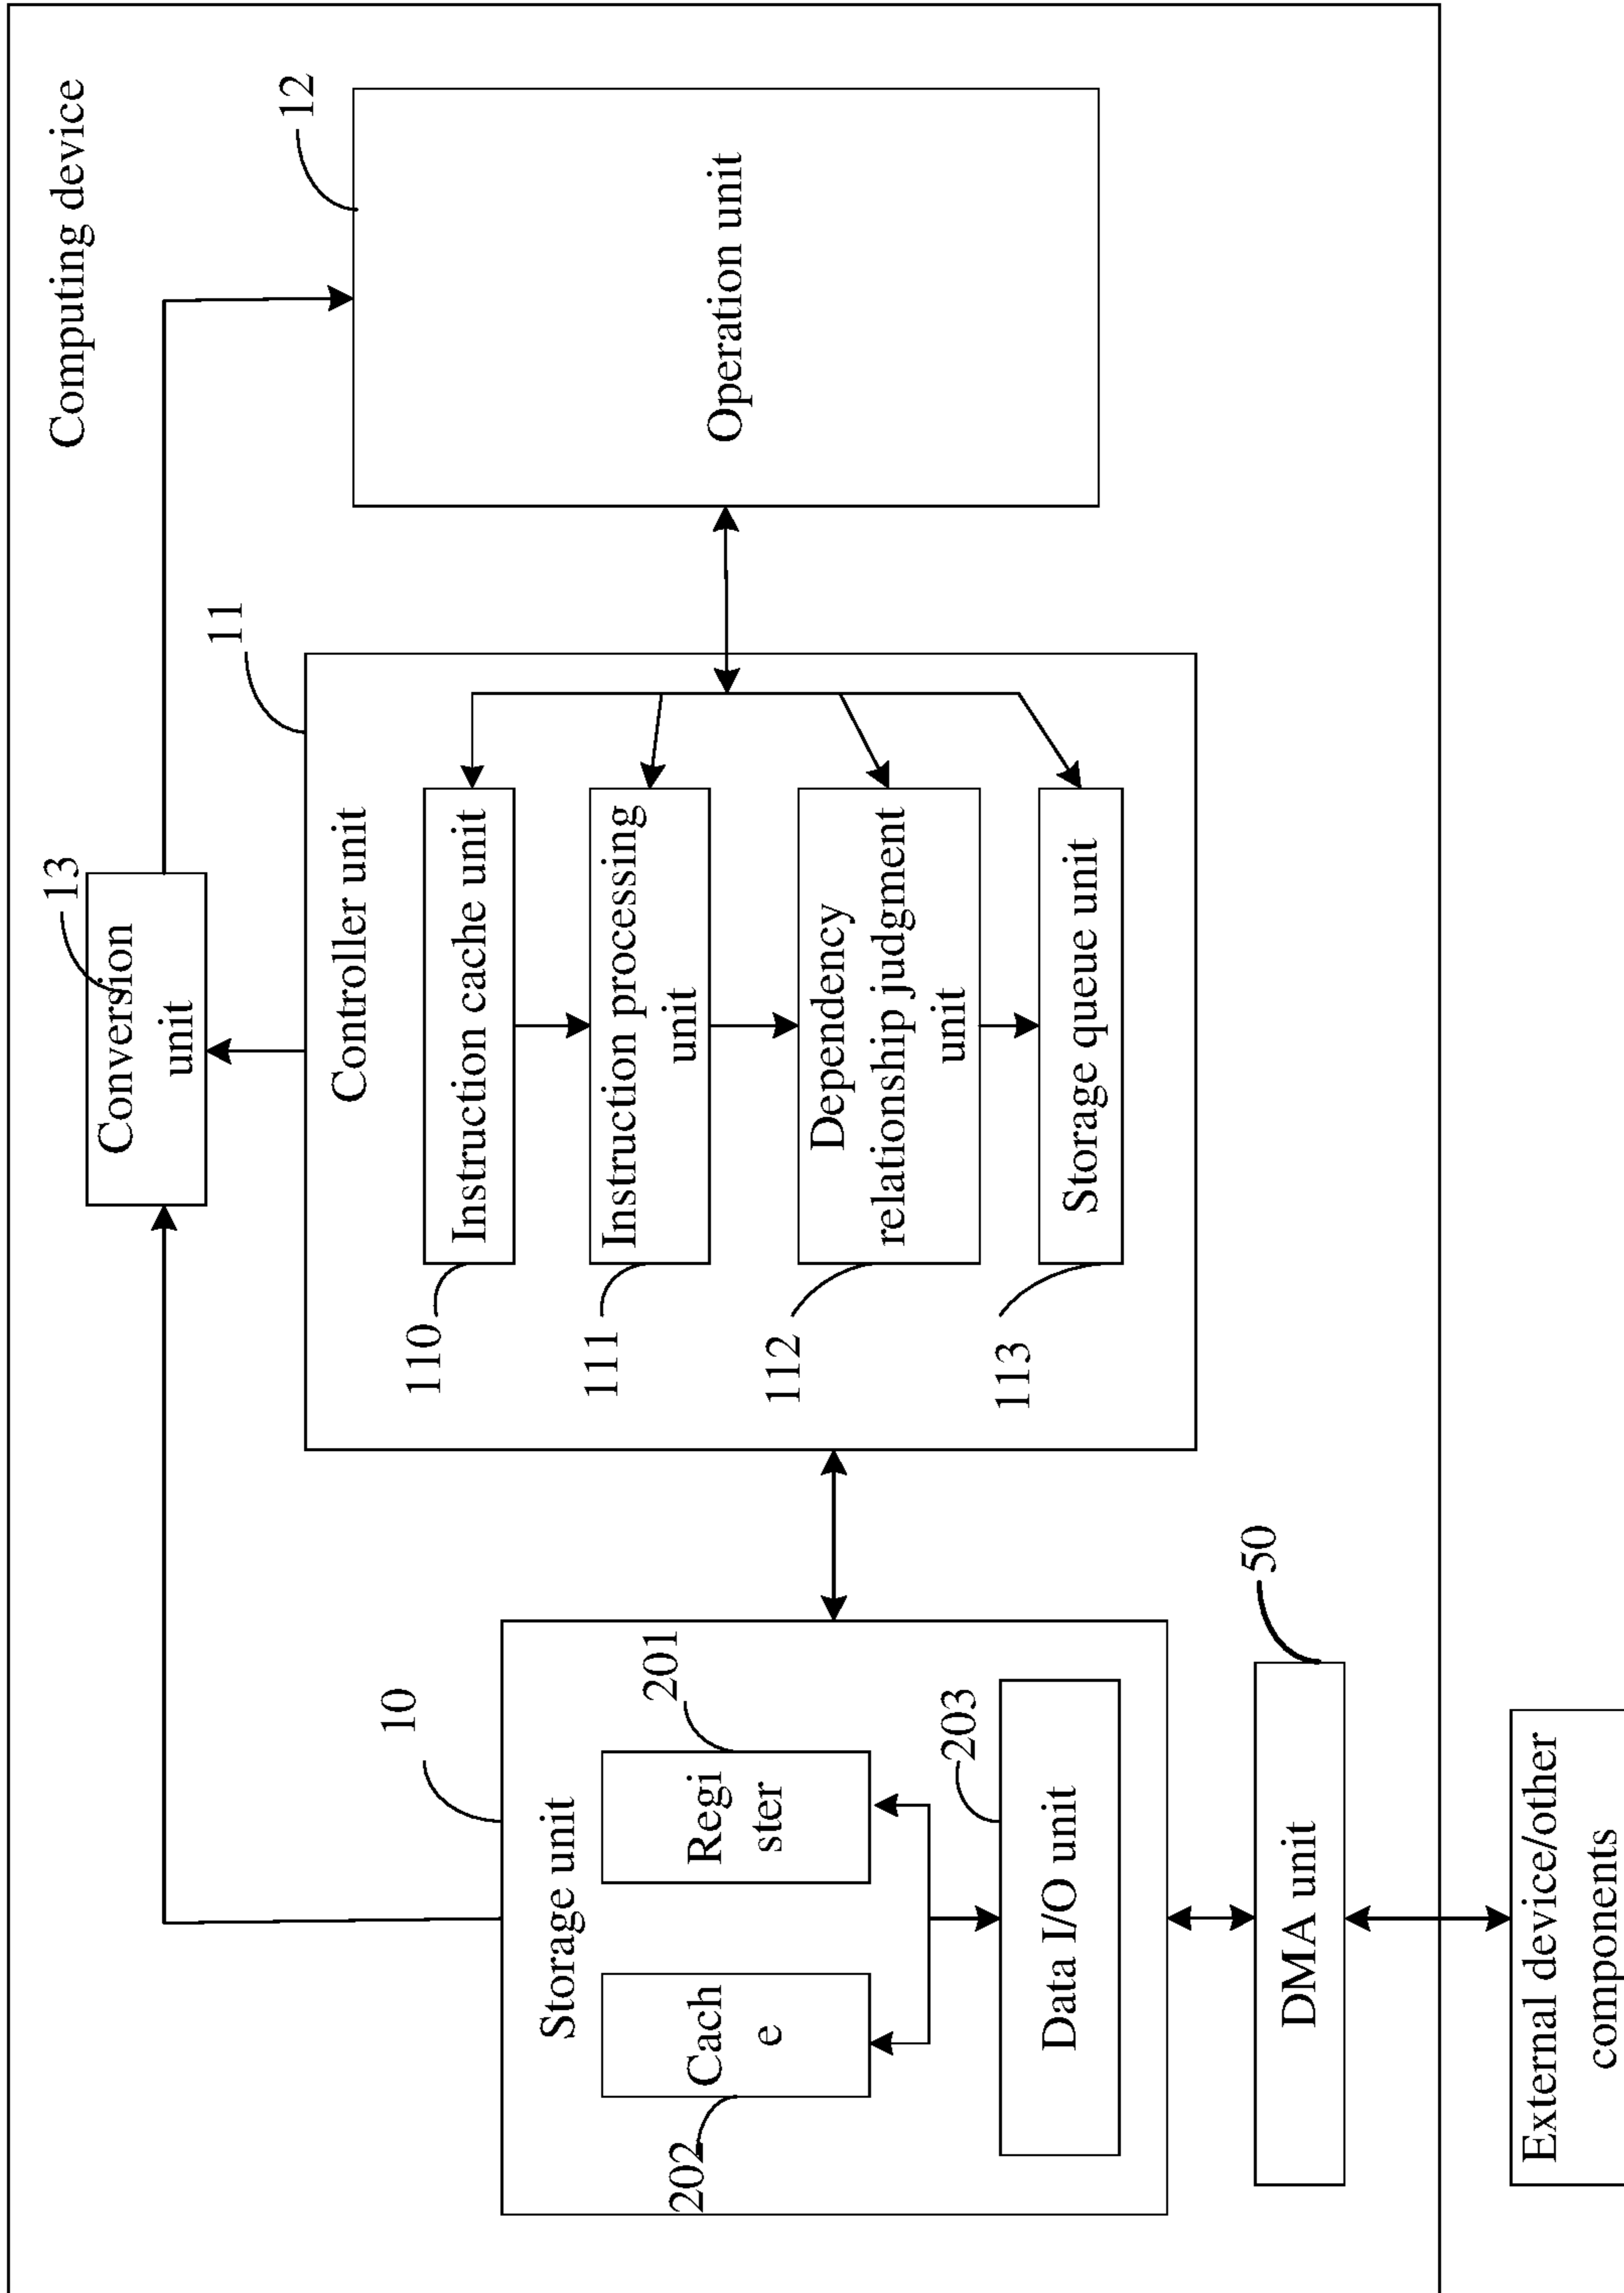 Computing device
13
Conversion
unit
11
12
Controller unit
Operation unit
110
Instruction cache unit
111
Instruction processing
unit
112
Dependency
relationship judgment
unit
113
Storage queue unit
10
Storage unit
202
Cach
e
201
Regi
ster
203
Data I/O unit
50
DMA unit
External device/other
components